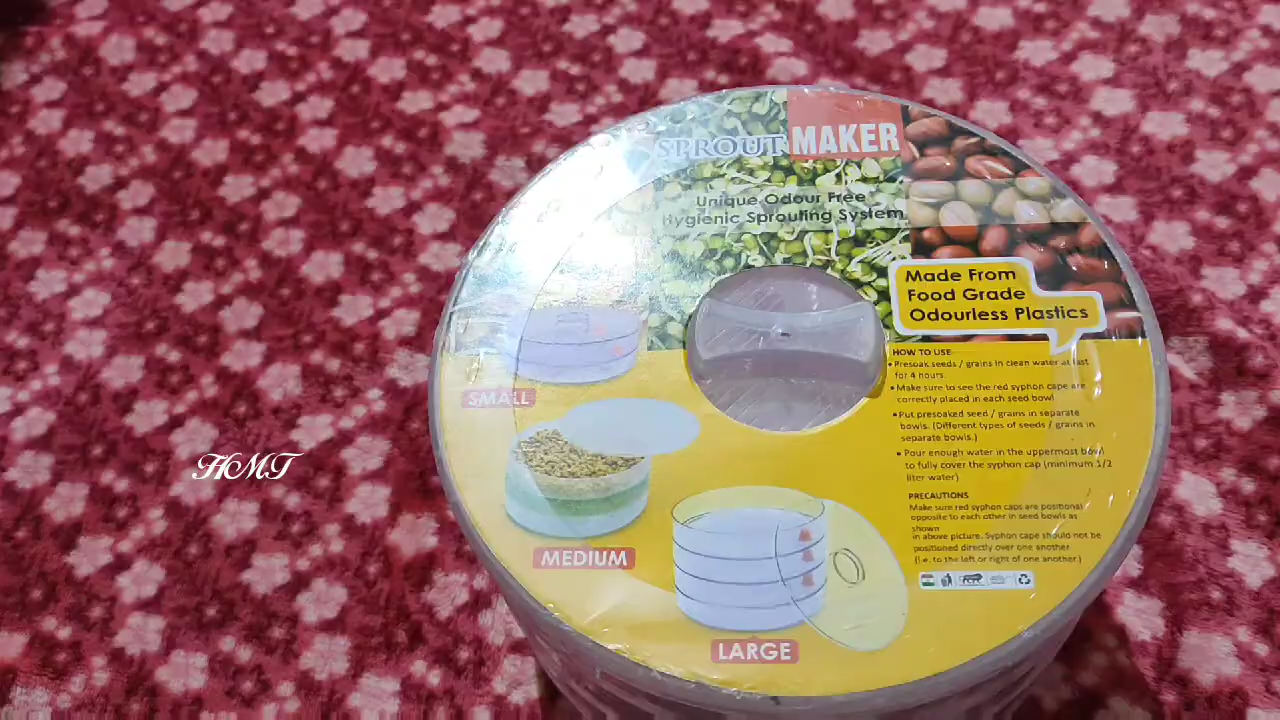 SPROUT MAKER
Unique Odour Free
Hygienic Sprouting System
Made From
Food Grade
Odourless Plastics
HOW TO USE
• Presoak seeds / grains in clean water at last
for 4 hours.
• Make sure to see the red syphon cape are
correctly placed in each seed bowl
• Put presoaked seed / grains in separate
bowls. (Different types of seeds / grains in
separate bowls.)
• Pour enough water in the uppermost bowl
to fully cover the syphon cap (minimum 1/2
liter water)
PRECAUTIONS
Make sure red syphon caps are positional
opposite to each other in seed bowls as
shown
in above picture. Syphon cape should not be
positioned directly over one another
(i.e. to the left or right of one another.)
SMALL
MEDIUM
LARGE
HMT